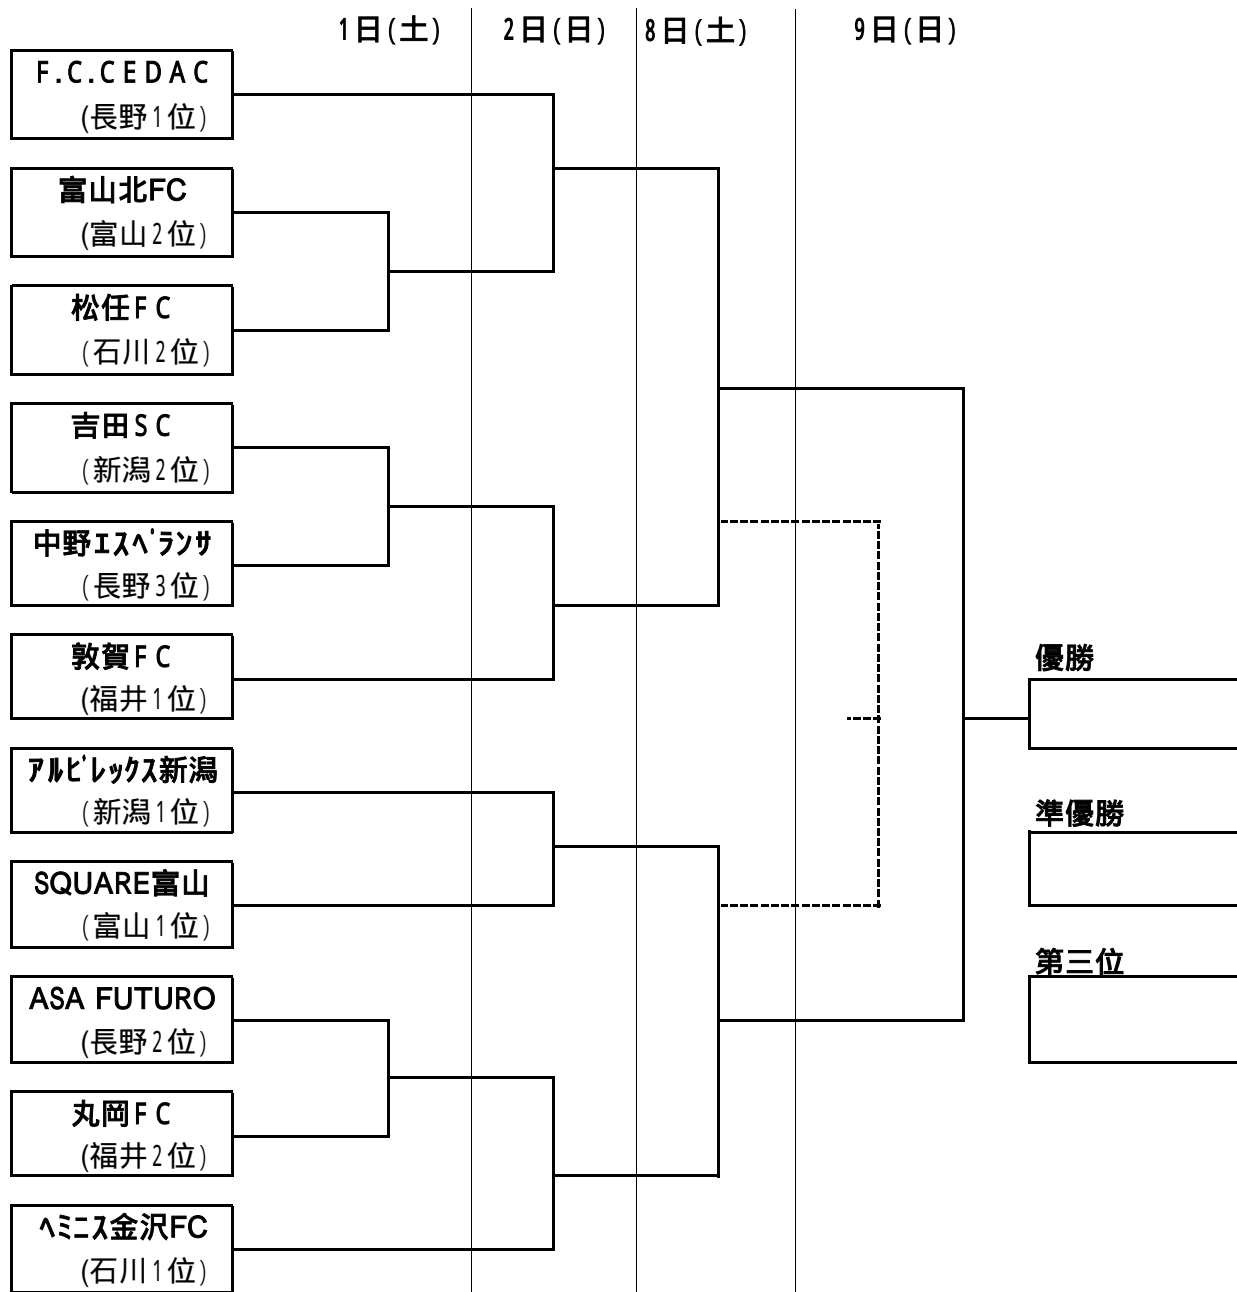 1日(土) 2日(日) 8日(土) 9日(日)
F.C.CEDAC
(長野1位)
富山北FC
(富山2位)
松任FC
(石川2位)
吉田SC
(新潟2位)
中野ｴｽﾍﾟﾗﾝｻ
(長野3位)
敦賀FC
(福井1位)
優勝
ｱﾙﾋﾞﾚｯｸｽ新潟
(新潟1位)
準優勝
SQUARE富山
(富山1位)
第三位
ASA FUTURO
(長野2位)
丸岡FC
(福井2位)
ﾍﾐﾆｽ金沢FC
(石川1位)